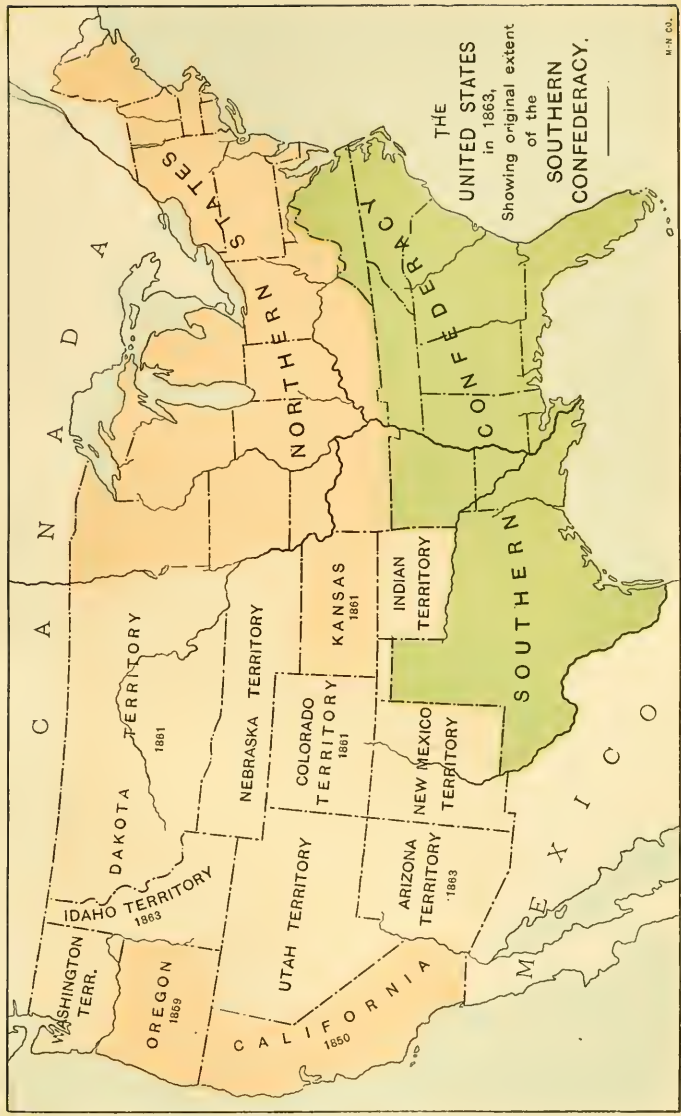 THE
UNITED STATES
in 1863,
Showing original extent
of the
SOUTHERN
CONFEDERACY.
M-N CO.
CANADA
WASHINGTON
TERR.
OREGON
1859
CALIFORNIA
1850
IDAHO TERRITORY
1863
DAKOTA TERRITORY
1861
NEBRASKA TERRITORY
UTAH TERRITORY
COLORADO
TERRITORY
1861
KANSAS
1861
ARIZONA
TERRITORY
1863
NEW MEXICO
TERRITORY
INDIAN
TERRITORY
NORTHERN STATES
SOUTHERN CONFEDERACY
MEXICO